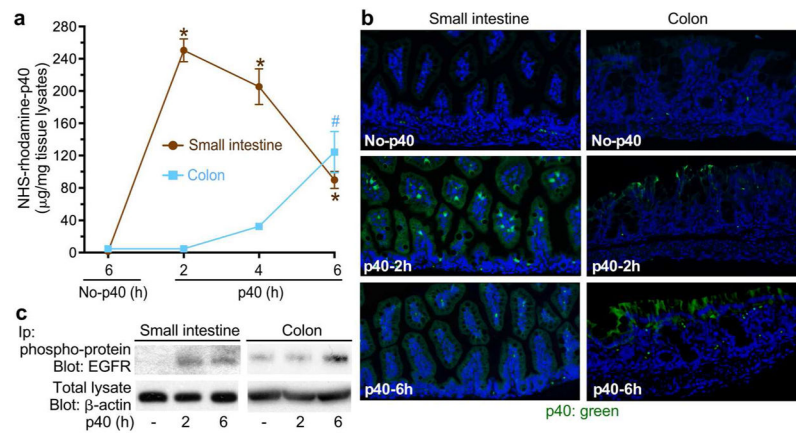 a
NHS-rhodamine-p40
(µg/mg tissue lysates)
280
240
200
160
120
80
40
0
*
*
#
*
Small intestine
Colon
6 2 4 6
No-p40 (h) p40 (h)
b
Small intestine Colon
No-p40 No-p40
p40-2h p40-2h
p40-6h p40-6h
p40: green
c
Ip:
phospho-protein
Blot: EGFR
Small intestine Colon
Total lysate
Blot: β-actin
p40 (h) - 2 6 - 2 6